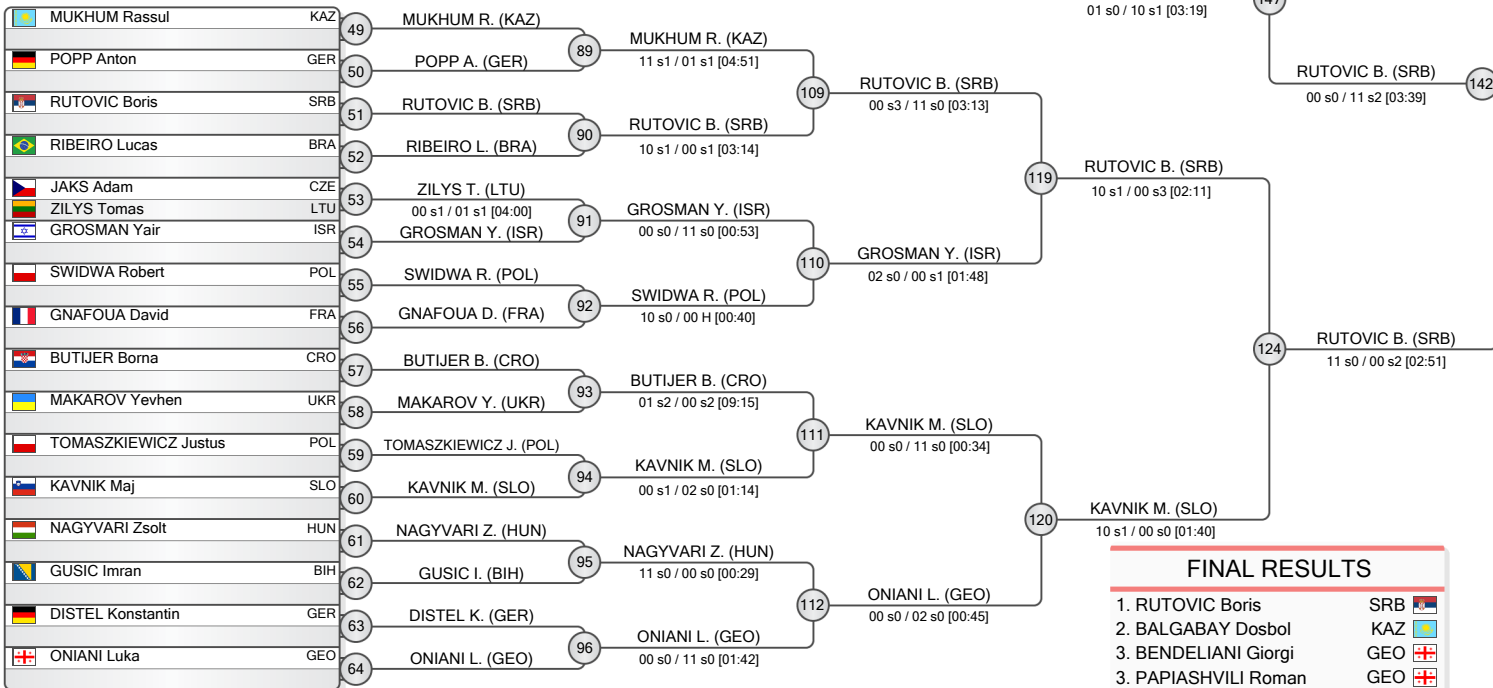 MUKHUM Rassul KAZ
POPP Anton GER
RUTOVIC Boris SRB
RIBEIRO Lucas BRA
JAKS Adam CZE
ZILYS Tomas LTU
GROSMAN Yair ISR
SWIDWA Robert POL
GNAFOUA David FRA
BUTIJER Borna CRO
MAKAROV Yevhen UKR
TOMASZKIEWICZ Justus POL
KAVNIK Maj SLO
NAGYVARI Zsolt HUN
GUSIC Imran BIH
DISTEL Konstantin GER
ONIANI Luka GEO
49
50
51
52
53
54
55
56
57
58
59
60
61
62
63
64
MUKHUM R. (KAZ)
POPP A. (GER)
RUTOVIC B. (SRB)
RIBEIRO L. (BRA)
ZILYS T. (LTU)
00 s1 / 01 s1 [04:00]
GROSMAN Y. (ISR)
SWIDWA R. (POL)
GNAFOUA D. (FRA)
BUTIJER B. (CRO)
MAKAROV Y. (UKR)
TOMASZKIEWICZ J. (POL)
KAVNIK M. (SLO)
NAGYVARI Z. (HUN)
GUSIC I. (BIH)
DISTEL K. (GER)
ONIANI L. (GEO)
89
90
91
92
93
94
95
96
MUKHUM R. (KAZ)
11 s1 / 01 s1 [04:51]
RUTOVIC B. (SRB)
10 s1 / 00 s1 [03:14]
GROSMAN Y. (ISR)
00 s0 / 11 s0 [00:53]
SWIDWA R. (POL)
10 s0 / 00 H [00:40]
BUTIJER B. (CRO)
01 s2 / 00 s2 [09:15]
KAVNIK M. (SLO)
00 s1 / 02 s0 [01:14]
NAGYVARI Z. (HUN)
11 s0 / 00 s0 [00:29]
ONIANI L. (GEO)
00 s0 / 11 s0 [01:42]
109
110
111
112
RUTOVIC B. (SRB)
00 s3 / 11 s0 [03:13]
GROSMAN Y. (ISR)
02 s0 / 00 s1 [01:48]
KAVNIK M. (SLO)
00 s0 / 11 s0 [00:34]
ONIANI L. (GEO)
00 s0 / 02 s0 [00:45]
119
120
01 s0 / 10 s1 [03:19]
RUTOVIC B. (SRB)
10 s1 / 00 s3 [02:11]
KAVNIK M. (SLO)
10 s1 / 00 s0 [01:40]
124
RUTOVIC B. (SRB)
00 s0 / 11 s2 [03:39]
142
RUTOVIC B. (SRB)
11 s0 / 00 s2 [02:51]
FINAL RESULTS
1. RUTOVIC Boris SRB
2. BALGABAY Dosbol KAZ
3. BENDELIANI Giorgi GEO
3. PAPIASHVILI Roman GEO